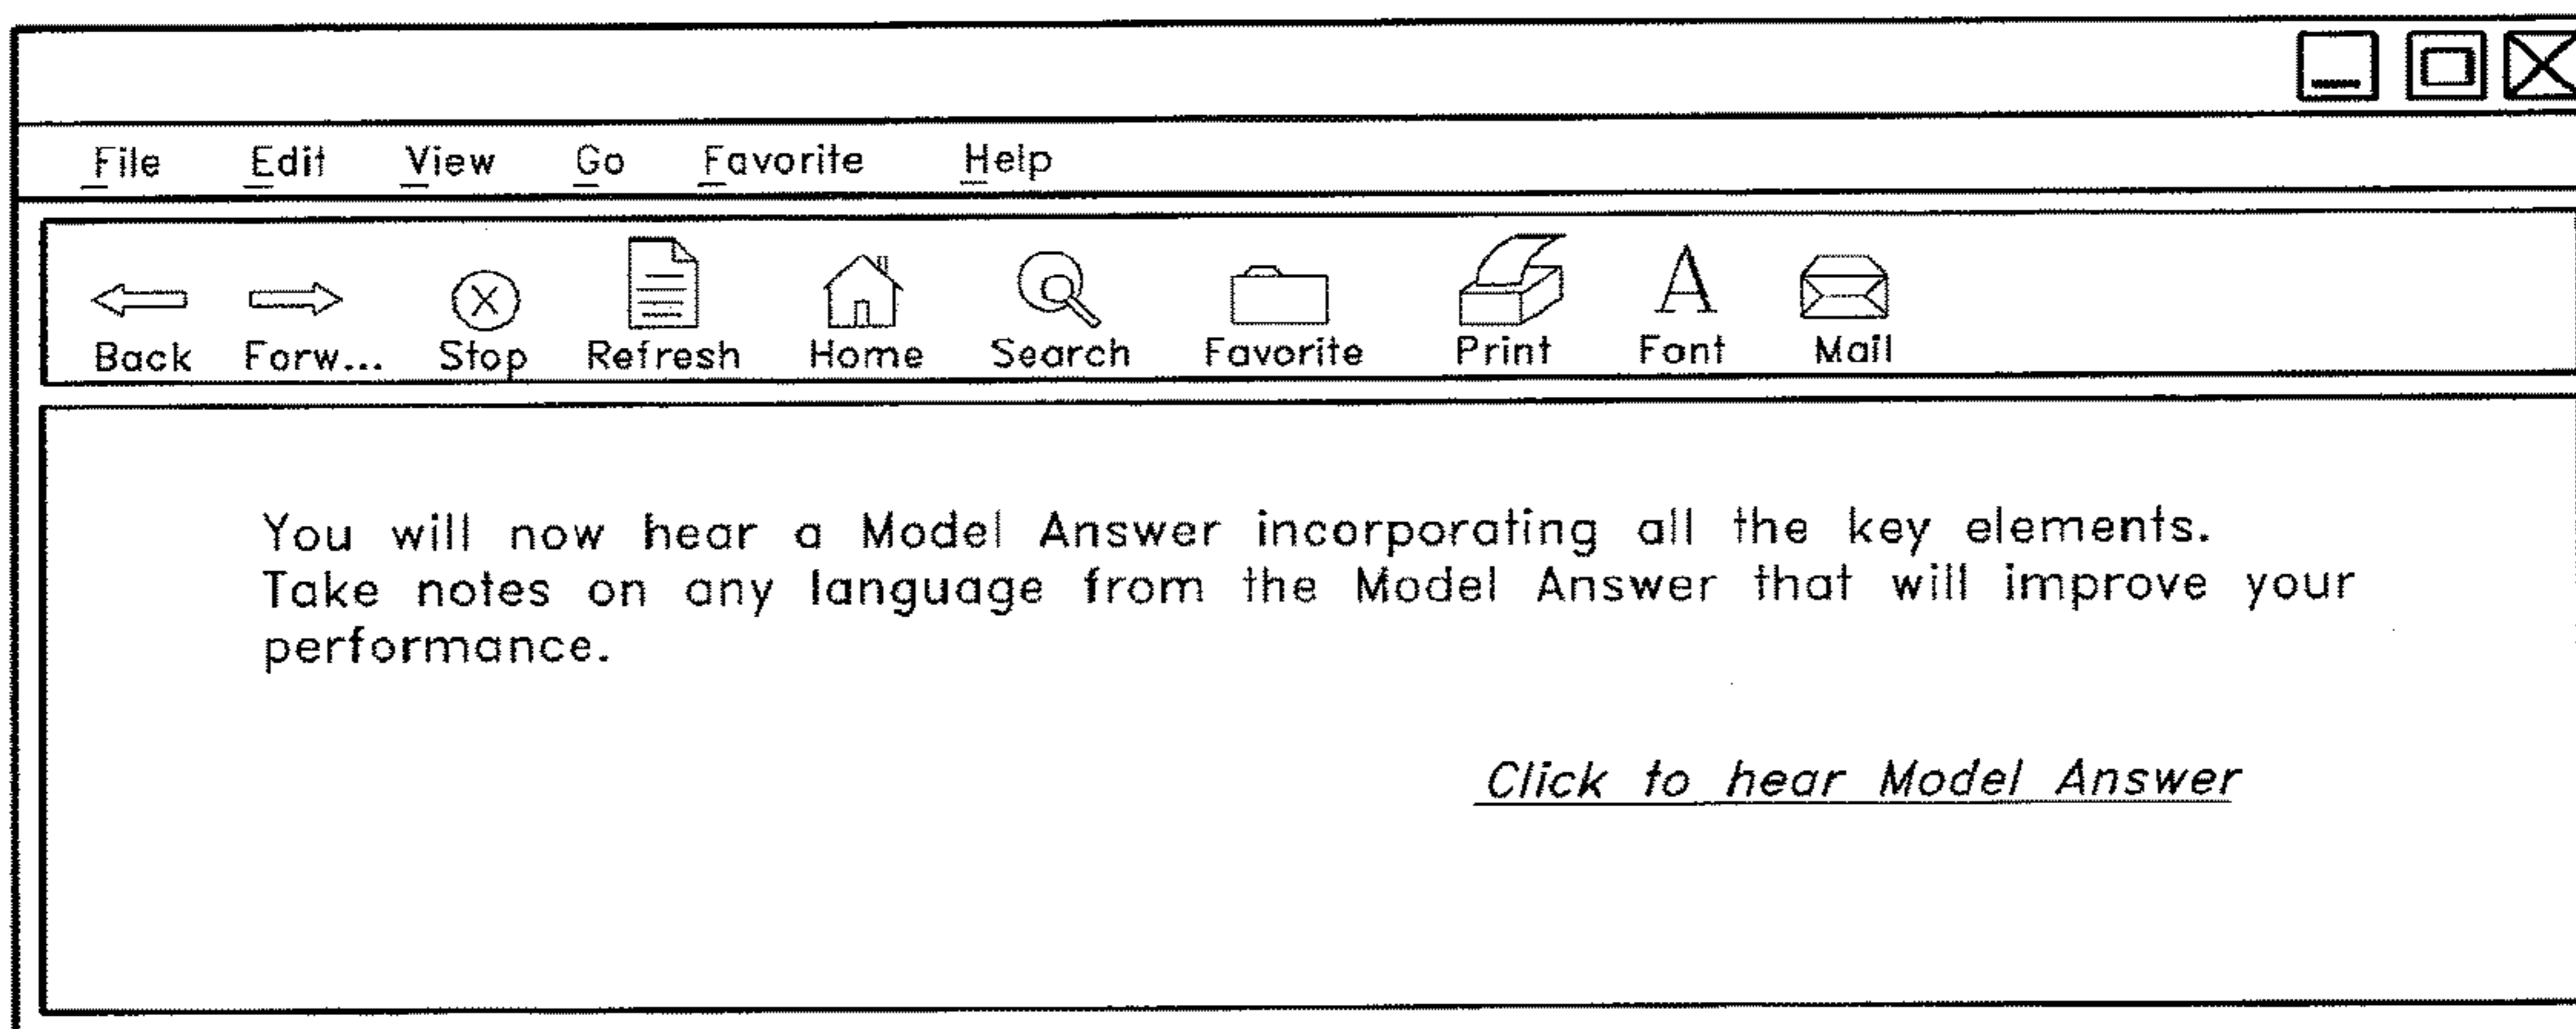 File Edit View Go Favorite Help
Back Forw... Stop Refresh Home Search Favorite Print Font Mail
You will now hear a Model Answer incorporating all the key elements.
Take notes on any language from the Model Answer that will improve your
performance.
Click to hear Model Answer